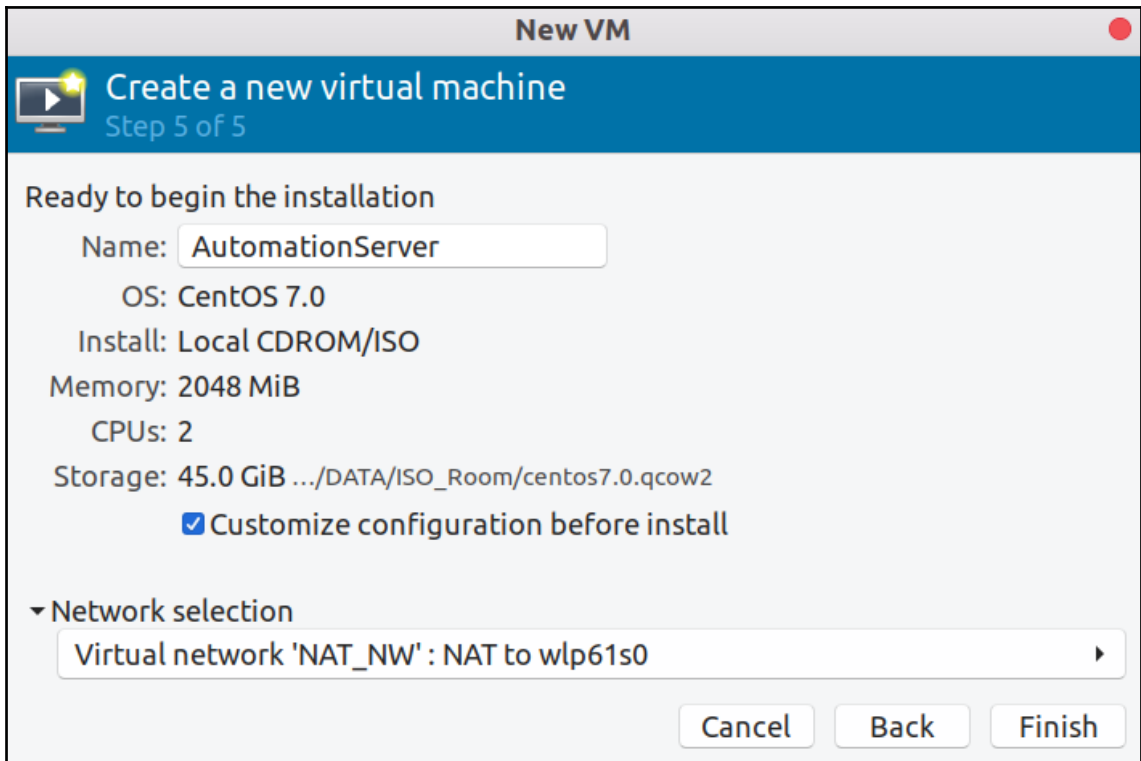 New VM
Create a new virtual machine
Step 5 of 5
Ready to begin the installation
Name: AutomationServer
OS: CentOS 7.0
Install: Local CDROM/ISO
Memory: 2048 MiB
CPUs: 2
Storage: 45.0 GiB .../DATA/ISO_Room/centos7.0.qcow2
Customize configuration before install
Network selection
Virtual network 'NAT_NW' : NAT to wlp61s0
Cancel Back Finish